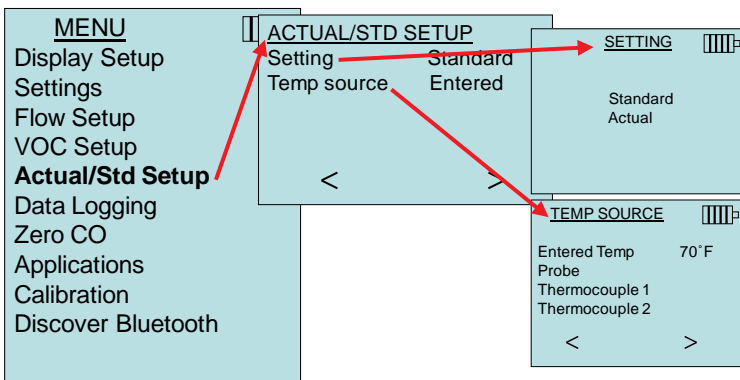 MENU
Display Setup
Settings
Flow Setup
VOC Setup
Actual/Std Setup
Data Logging
Zero CO
Applications
Calibration
Discover Bluetooth
ACTUAL/STD SETUP
Setting Standard
Temp source Entered
< >
SETTING
Standard
Actual
TEMP SOURCE
Entered Temp 70˚F
Probe
Thermocouple 1
Thermocouple 2
< >